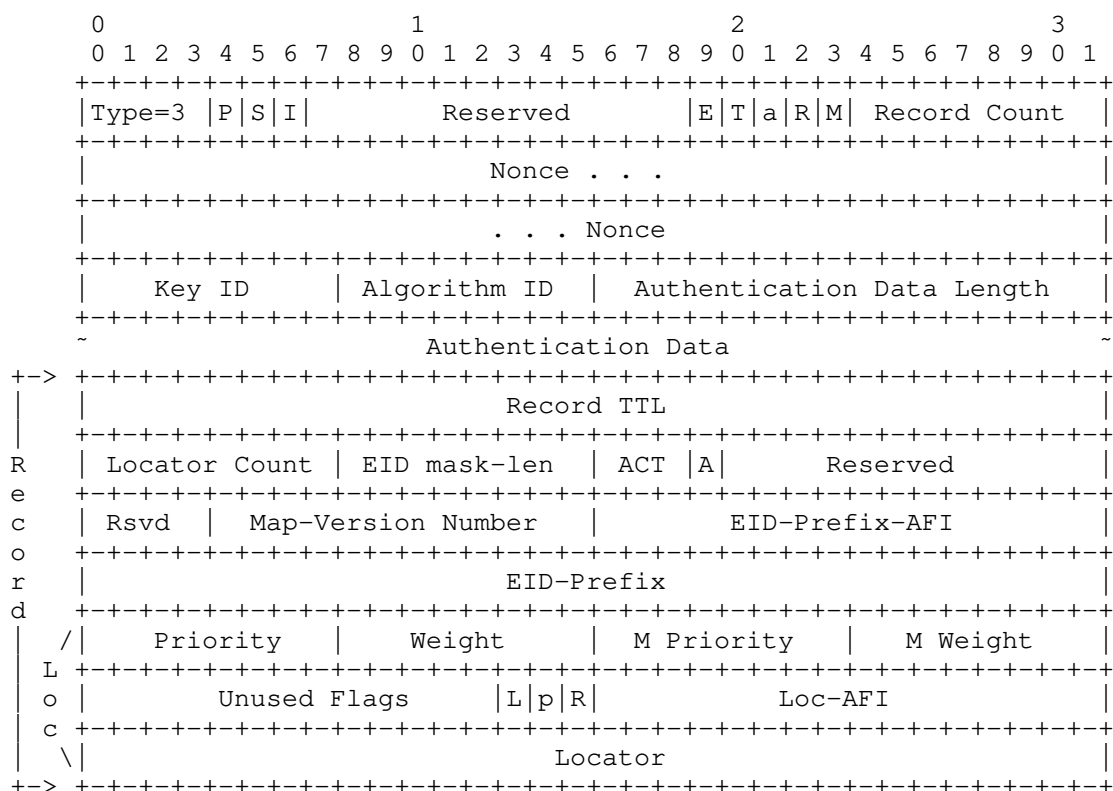 0                   1                   2                   3
        0 1 2 3 4 5 6 7 8 9 0 1 2 3 4 5 6 7 8 9 0 1 2 3 4 5 6 7 8 9 0 1
       +-+-+-+-+-+-+-+-+-+-+-+-+-+-+-+-+-+-+-+-+-+-+-+-+-+-+-+-+-+-+-+-+
       |Type=3 |P|S|I|        Reserved       |E|T|a|R|M| Record Count  |
       +-+-+-+-+-+-+-+-+-+-+-+-+-+-+-+-+-+-+-+-+-+-+-+-+-+-+-+-+-+-+-+-+
       |                         Nonce . . .                           |
       +-+-+-+-+-+-+-+-+-+-+-+-+-+-+-+-+-+-+-+-+-+-+-+-+-+-+-+-+-+-+-+-+
       |                         . . . Nonce                           |
       +-+-+-+-+-+-+-+-+-+-+-+-+-+-+-+-+-+-+-+-+-+-+-+-+-+-+-+-+-+-+-+-+
       |    Key ID     | Algorithm ID  |  Authentication Data Length   |
       +-+-+-+-+-+-+-+-+-+-+-+-+-+-+-+-+-+-+-+-+-+-+-+-+-+-+-+-+-+-+-+-+
       ~                     Authentication Data                       ~
   +-> +-+-+-+-+-+-+-+-+-+-+-+-+-+-+-+-+-+-+-+-+-+-+-+-+-+-+-+-+-+-+-+-+
   |   |                          Record TTL                           |
   |   +-+-+-+-+-+-+-+-+-+-+-+-+-+-+-+-+-+-+-+-+-+-+-+-+-+-+-+-+-+-+-+-+
   R   | Locator Count | EID mask-len  | ACT |A|       Reserved        |
   e   +-+-+-+-+-+-+-+-+-+-+-+-+-+-+-+-+-+-+-+-+-+-+-+-+-+-+-+-+-+-+-+-+
   c   | Rsvd  |  Map-Version Number   |        EID-Prefix-AFI         |
   o   +-+-+-+-+-+-+-+-+-+-+-+-+-+-+-+-+-+-+-+-+-+-+-+-+-+-+-+-+-+-+-+-+
   r   |                          EID-Prefix                           |
   d   +-+-+-+-+-+-+-+-+-+-+-+-+-+-+-+-+-+-+-+-+-+-+-+-+-+-+-+-+-+-+-+-+
   |  /|    Priority   |    Weight     |  M Priority   |   M Weight    |
   | L +-+-+-+-+-+-+-+-+-+-+-+-+-+-+-+-+-+-+-+-+-+-+-+-+-+-+-+-+-+-+-+-+
   | o |        Unused Flags     |L|p|R|           Loc-AFI             |
   | c +-+-+-+-+-+-+-+-+-+-+-+-+-+-+-+-+-+-+-+-+-+-+-+-+-+-+-+-+-+-+-+-+
   |  \|                             Locator                           |
   +-> +-+-+-+-+-+-+-+-+-+-+-+-+-+-+-+-+-+-+-+-+-+-+-+-+-+-+-+-+-+-+-+-+